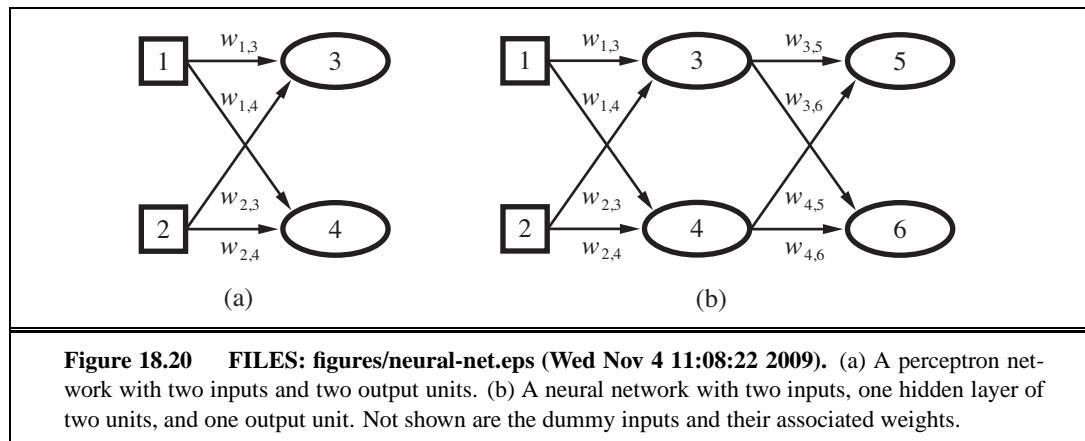 1 w1,3 3
w1,4
w2,3
2 w2,4 4
(a)
1 w1,3 3 w3,5 5
w1,4 w3,6
w2,3 w4,5
2 w2,4 4 w4,6 6
(b)
Figure 18.20 FILES: figures/neural-net.eps (Wed Nov 4 11:08:22 2009). (a) A perceptron net-
work with two inputs and two output units. (b) A neural network with two inputs, one hidden layer of
two units, and one output unit. Not shown are the dummy inputs and their associated weights.